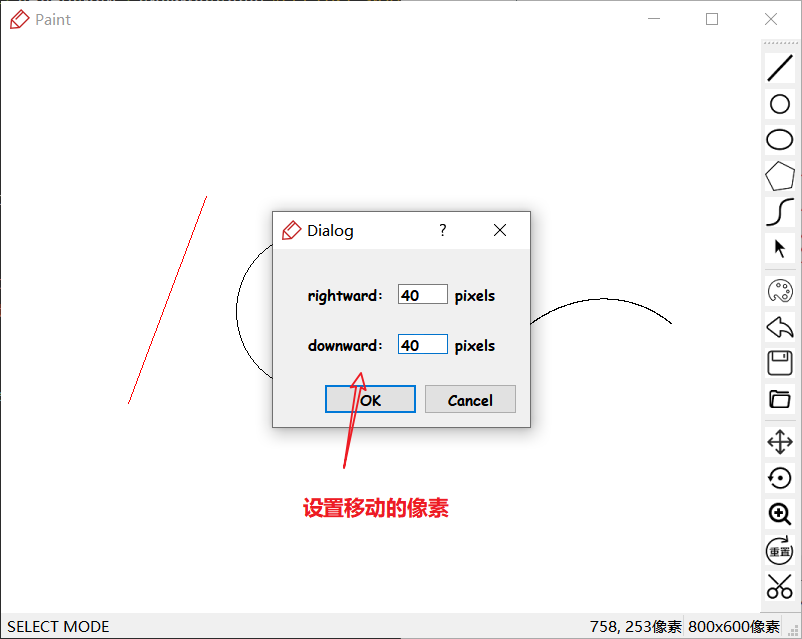 Paint
Dialog
?
rightward: 40 pixels
downward: 40 pixels
OK
Cancel
设置移动的像素
重置
SELECT MODE
758, 253像素
800x600像素